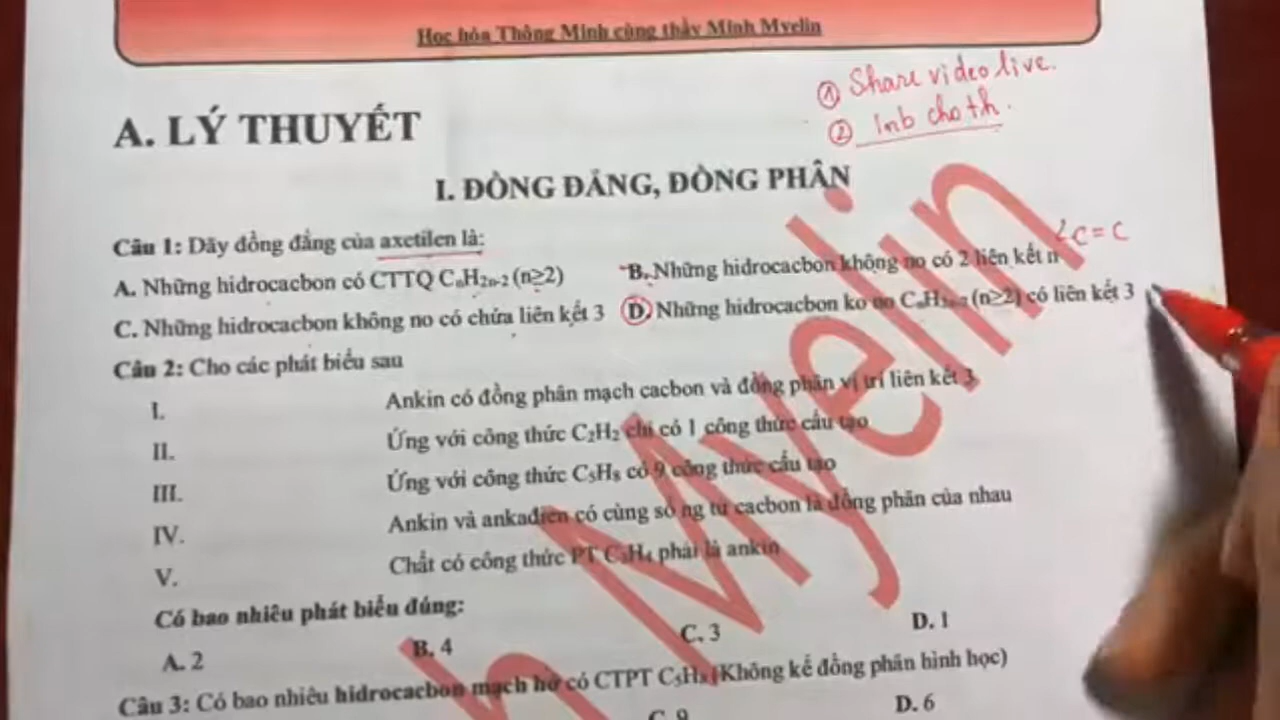 Học hóa Thông Minh cùng thầy Minh Myelin
① Share video live.
② Inb cho th.
A. LÝ THUYẾT
I. ĐỒNG ĐẲNG, ĐỒNG PHÂN
Câu 1: Dãy đồng đẳng của axetilen là:
2 C=C
A. Những hidrocacbon có CTTQ CₙH₂ₙ₋₂ (n≥2)
B. Những hidrocacbon không no có 2 liên kết π
C. Những hidrocacbon không no có chứa liên kết 3
D. Những hidrocacbon ko no CₙH₂ₙ₋₂ (n≥2) có liên kết 3
Câu 2: Cho các phát biểu sau
I. Ankin có đồng phân mạch cacbon và đồng phân vị trí liên kết 3
II. Ứng với công thức C₂H₂ chỉ có 1 công thức cấu tạo
III. Ứng với công thức C₅H₈ có 9 công thức cấu tạo
IV. Ankin và ankađien có cùng số ng tử cacbon là đồng phân của nhau
V. Chất có công thức PT C₃H₄ phải là ankin
Có bao nhiêu phát biểu đúng:
A. 2 B. 4 C. 3 D. 1
Câu 3: Có bao nhiêu hidrocacbon mạch hở có CTPT C₅H₈ (Không kể đồng phân hình học)
C. 9 D. 6
Myelin